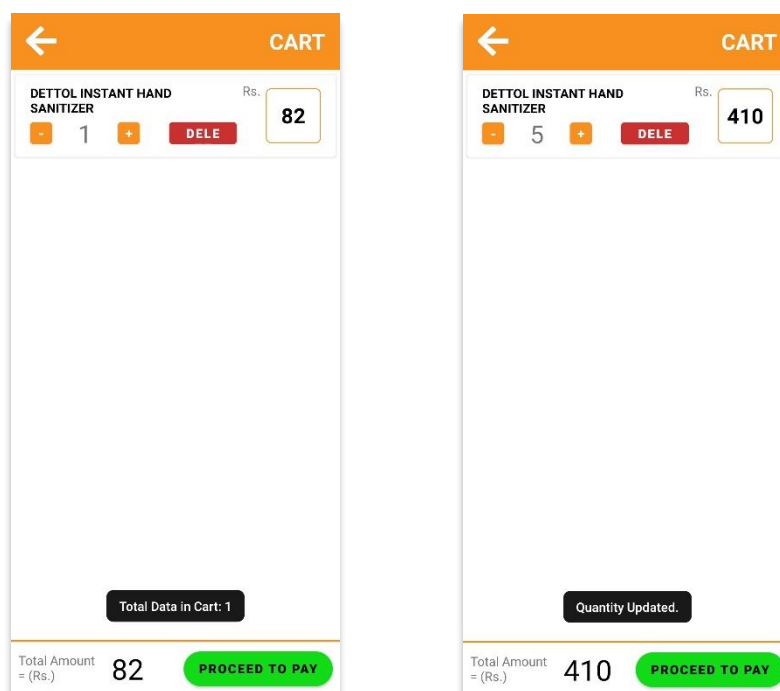 CART
DETTOL INSTANT HAND
SANITIZER
Rs.
82
- 1 +
DELE
Total Data in Cart: 1
Total Amount
= (Rs.)
82
PROCEED TO PAY
CART
DETTOL INSTANT HAND
SANITIZER
Rs.
410
- 5 +
DELE
Quantity Updated.
Total Amount
= (Rs.)
410
PROCEED TO PAY